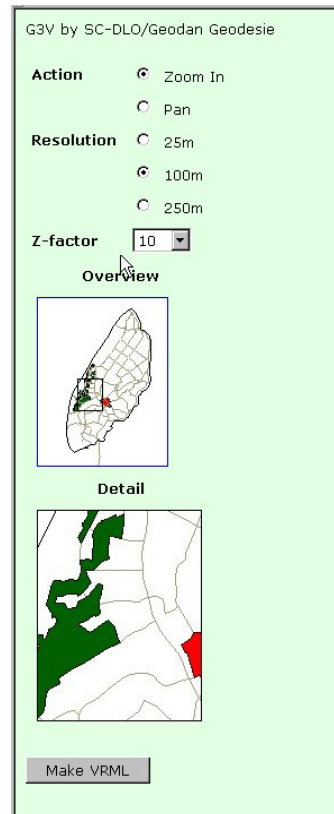 G3V by SC-DLO/Geodan Geodesie
Action Zoom In
Pan
Resolution 25m
100m
250m
Z-factor 10
Overview
Detail
Make VRML